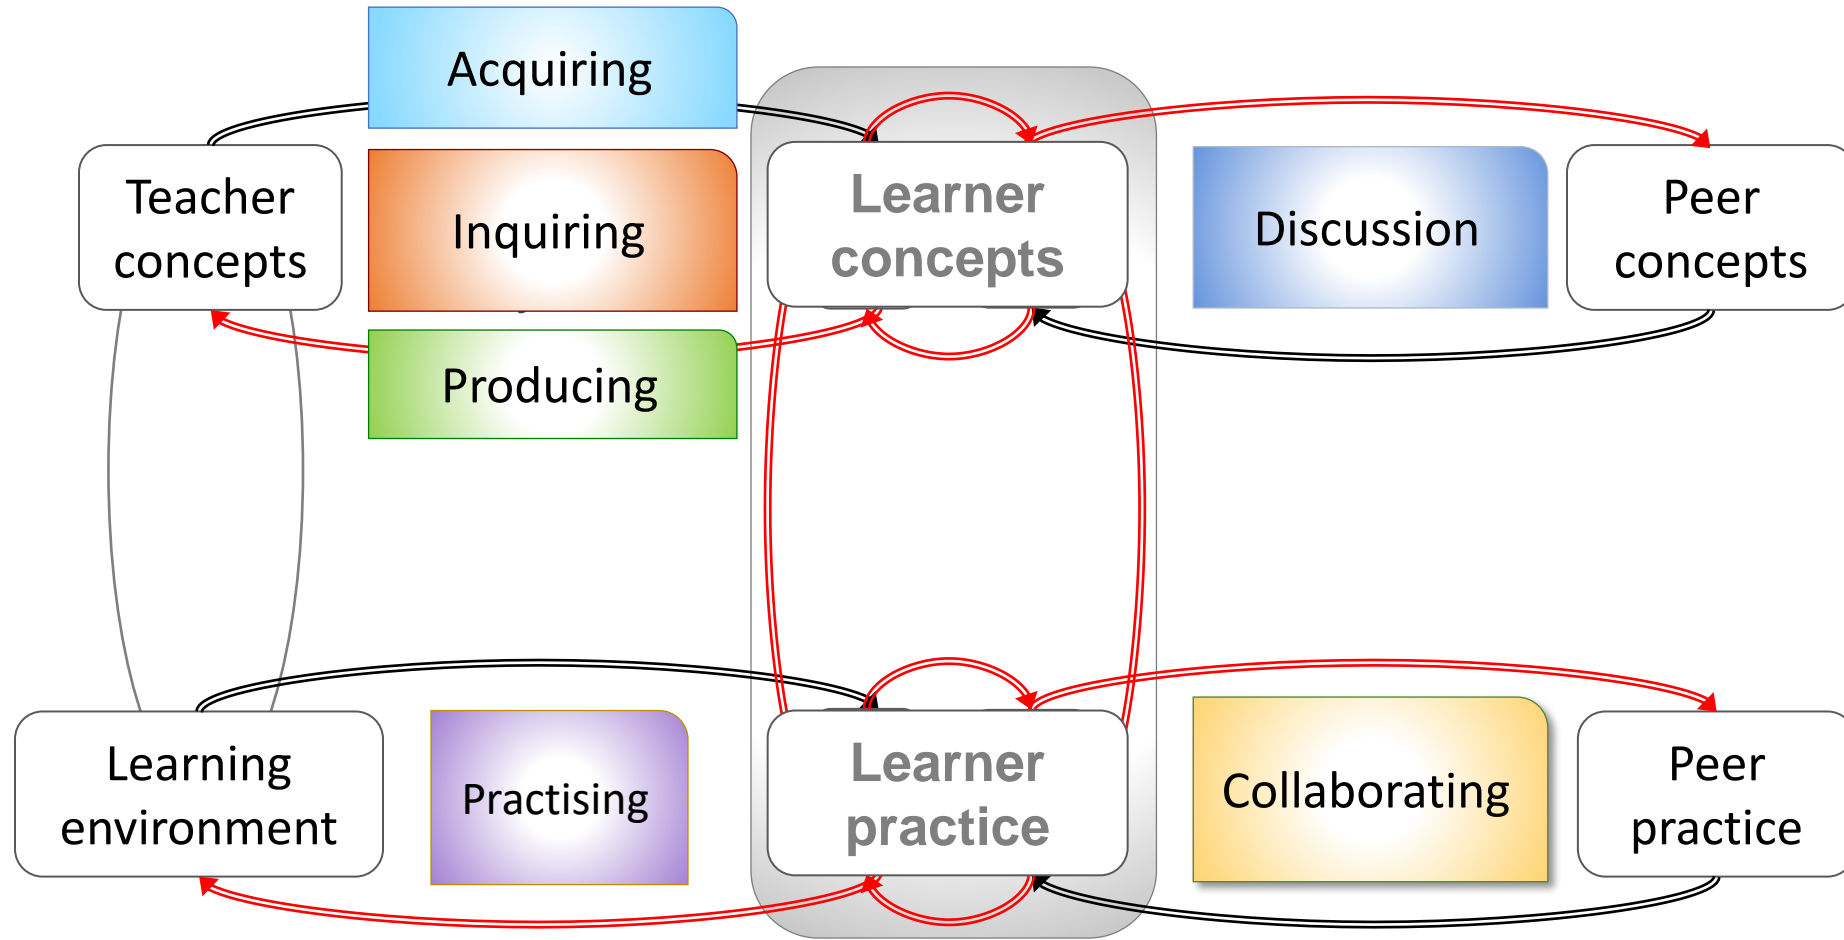 Acquiring
Teacher
concepts
Inquiring
Learner
concepts
Discussion
Peer
concepts
Producing
Learning
environment
Practising
Learner
practice
Collaborating
Peer
practice